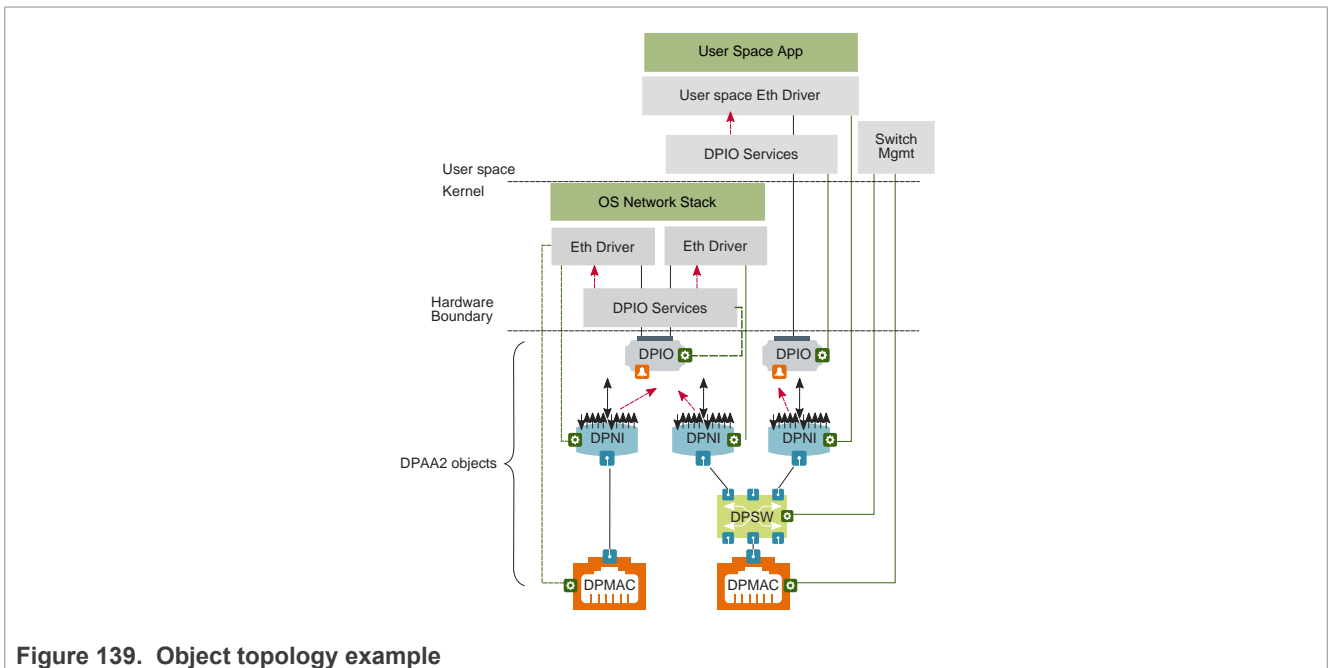 User Space App
User space Eth Driver
DPIO Services
Switch
Mgmt
User space
Kernel
OS Network Stack
Eth Driver
Eth Driver
DPIO Services
Hardware
Boundary
DPIO
DPIO
DPNI
DPNI
DPNI
DPAA2 objects
DPSW
DPMAC
DPMAC
Figure 139. Object topology example